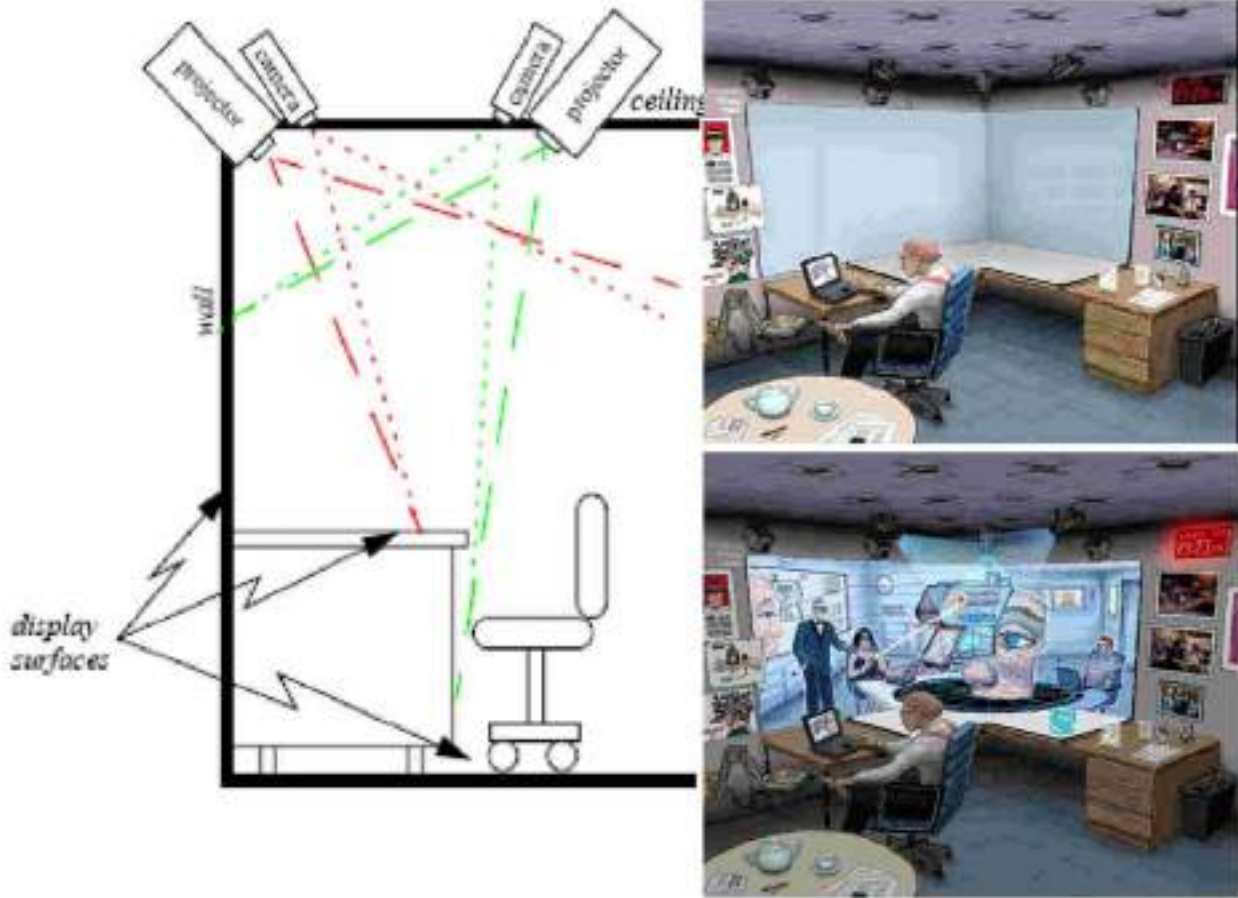 projector
camera
camera
projector
ceiling
wall
display
surfaces